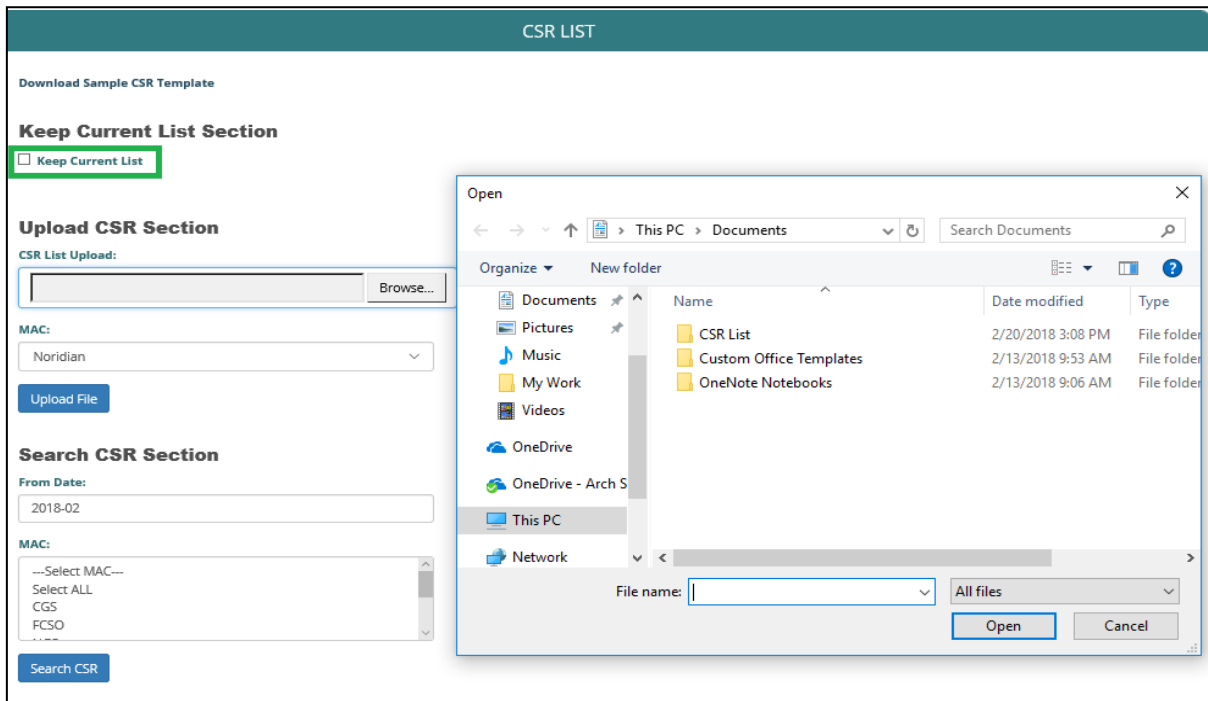 CSR LIST
Download Sample CSR Template
Keep Current List Section
Keep Current List
Upload CSR Section
CSR List Upload:
Browse...
MAC:
Noridian
Upload File
Search CSR Section
From Date:
2018-02
MAC:
---Select MAC---
Select ALL
CGS
FCSO
Search CSR
Open
This PC > Documents
Search Documents
Organize New folder
Name Date modified Type
Documents
Pictures
Music
My Work
Videos
OneDrive
OneDrive - Arch S
This PC
Network
CSR List 2/20/2018 3:08 PM File folder
Custom Office Templates 2/13/2018 9:53 AM File folder
OneNote Notebooks 2/13/2018 9:06 AM File folder
File name: All files
Open Cancel